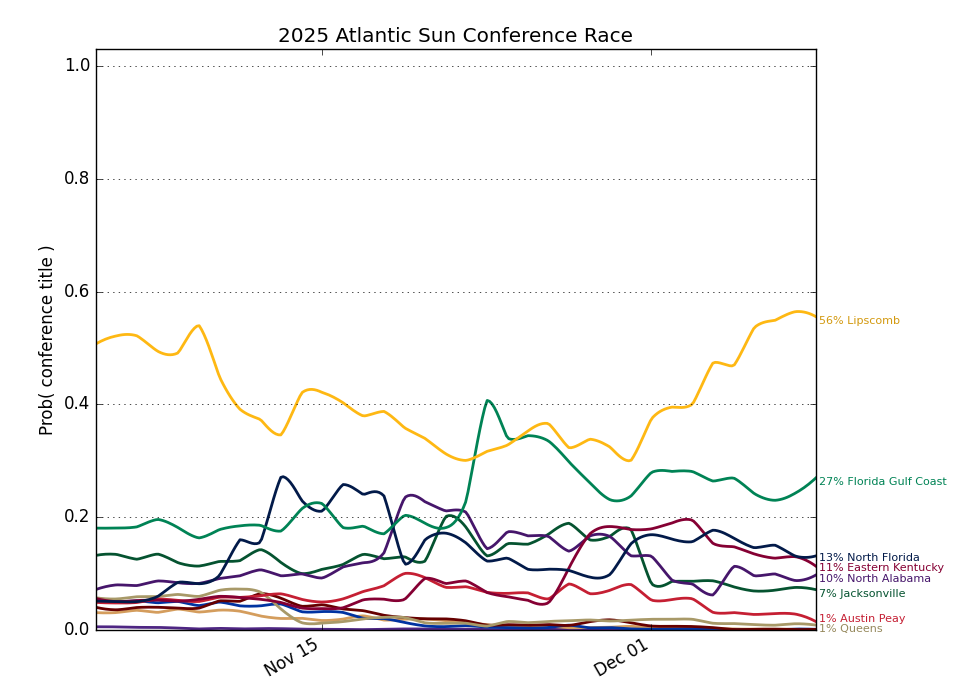 2025 Atlantic Sun Conference Race
Prob( conference title )
1.0
0.8
0.6
0.4
0.2
0.0
Nov 15
Dec 01
56% Lipscomb
27% Florida Gulf Coast
13% North Florida
11% Eastern Kentucky
10% North Alabama
7% Jacksonville
1% Austin Peay
1% Queens